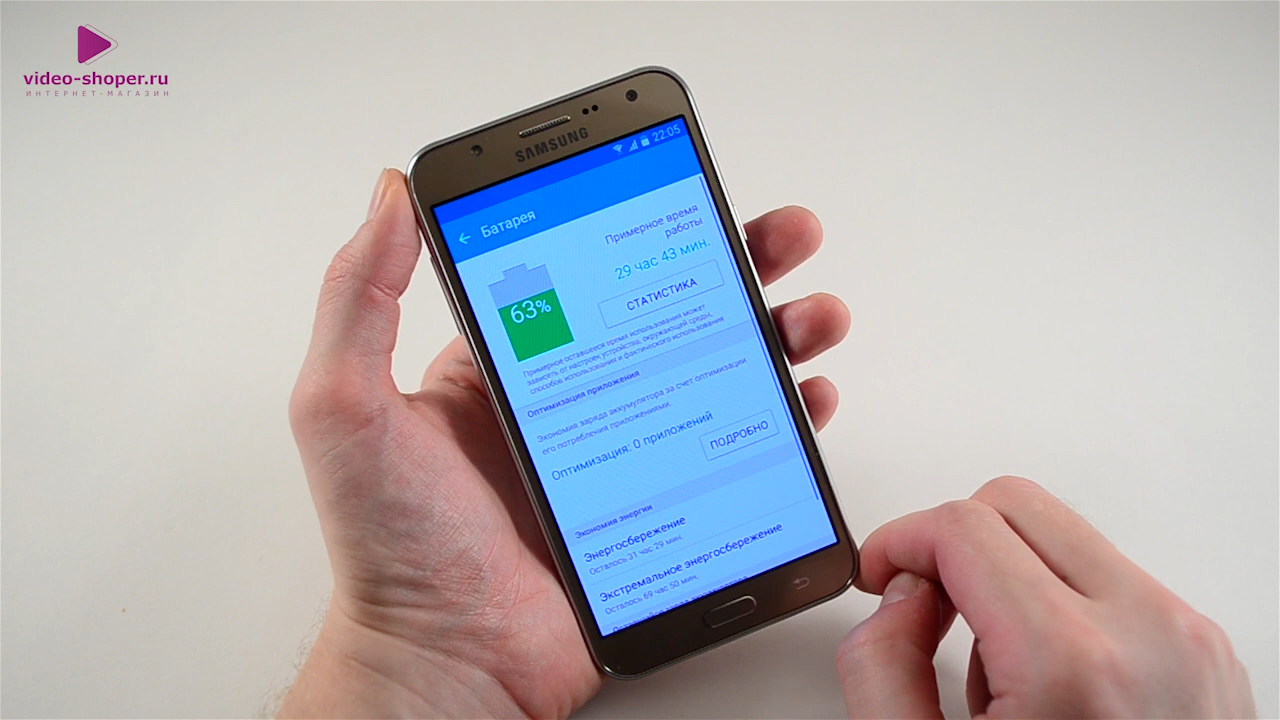 video-shoper.ru
ИНТЕРНЕТ-МАГАЗИН
SAMSUNG
22:05
Батарея
Примерное время
работы
29 час 43 мин.
63%
СТАТИСТИКА
Примерное оставшееся время использования может
зависеть от настроек устройства, окружающей среды,
способов использования и фактического использования
Оптимизация приложения
Экономия заряда аккумулятора за счет оптимизации
его потребления приложениями.
Оптимизация: 0 приложений
ПОДРОБНО
Экономия энергии
Энергосбережение
Осталось 31 час 29 мин.
Экстремальное энергосбережение
Осталось 69 час 50 мин.